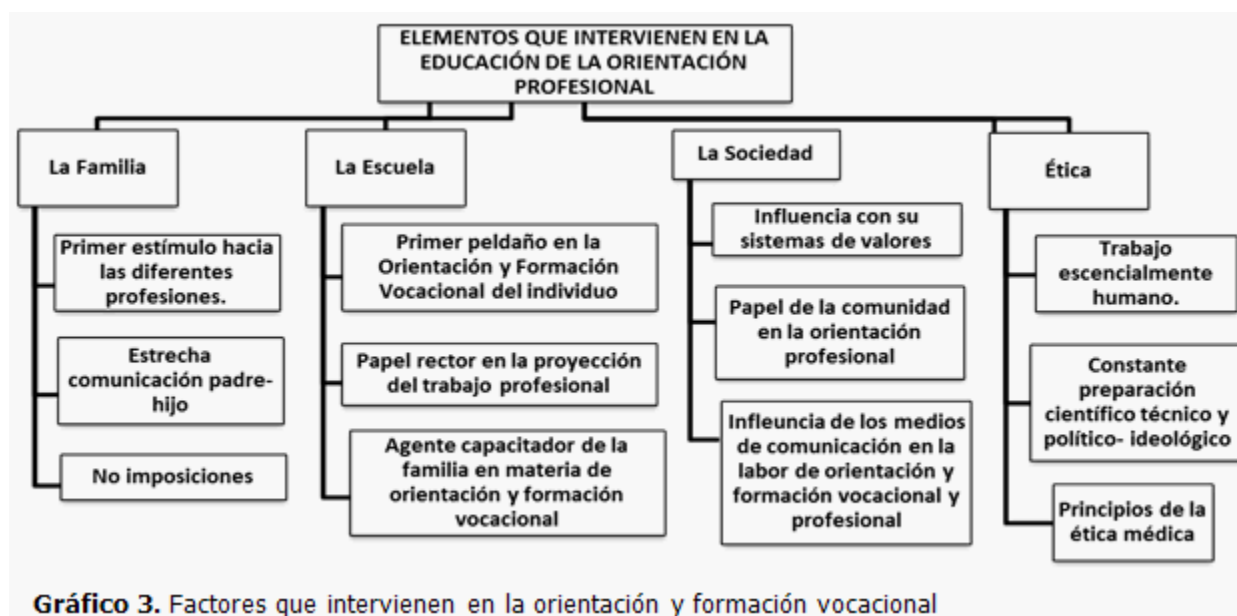 ELEMENTOS QUE INTERVIENEN EN LA
EDUCACIÓN DE LA ORIENTACIÓN
PROFESIONAL
La Familia
Primer estímulo hacia
las diferentes
profesiones.
Estrecha
comunicación padre-
hijo
No imposiciones
La Escuela
Primer peldaño en la
Orientación y Formación
Vocacional del individuo
Papel rector en la proyección
del trabajo profesional
Agente capacitador de la
familia en materia de
orientación y formación
vocacional
La Sociedad
Influencia con su
sistemas de valores
Papel de la comunidad
en la orientación
profesional
Infleuncia de los medios
de comunicación en la
labor de orientación y
formación vocacional y
profesional
Ética
Trabajo
escencialmente
humano.
Constante
preparación
científico técnico y
político- ideológico
Principios de la
ética médica
Gráfico 3. Factores que intervienen en la orientación y formación vocacional